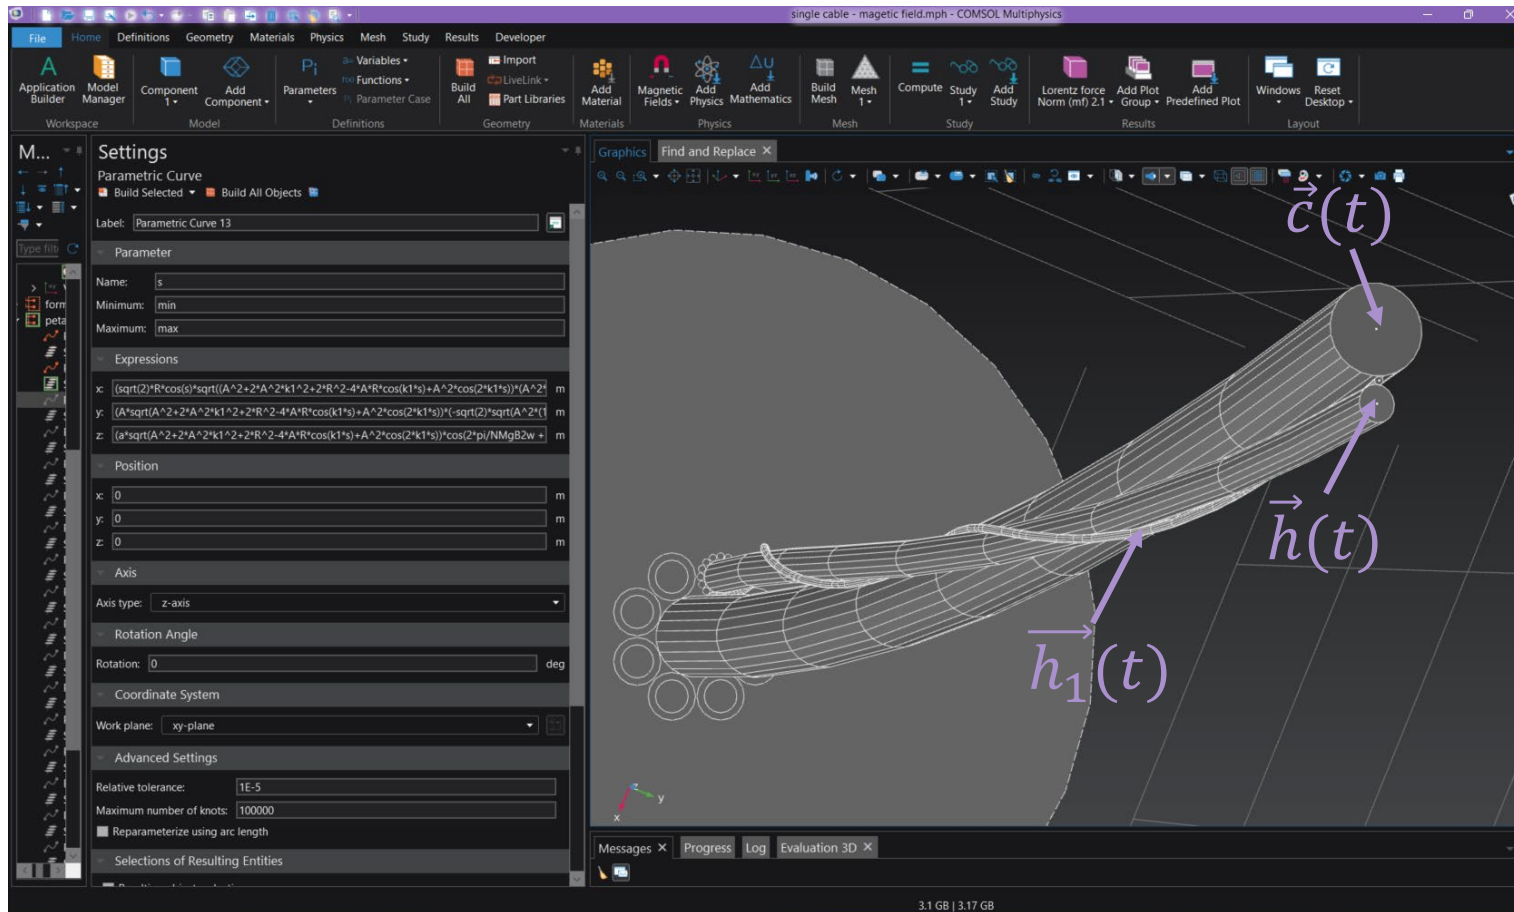 single cable - magetic field.mph - COMSOL Multiphysics
File Home Definitions Geometry Materials Physics Mesh Study Results Developer
Application Builder
Model Manager
Component 1
Add Component
Parameters
Variables
Functions
Parameter Case
Build All
Import
LiveLink
Part Libraries
Add Material
Magnetic Fields
Add Physics
Add Mathematics
Build Mesh
Mesh 1
Compute
Study 1
Add Study
Lorentz force Norm (mf) 2.1
Add Plot Group
Add Predefined Plot
Windows
Reset Desktop
Workspace Model Definitions Geometry Materials Physics Mesh Study Results Layout
M...
Type filt
form
peta
Settings
Parametric Curve
Build Selected Build All Objects
Label: Parametric Curve 13
Parameter
Name: s
Minimum: min
Maximum: max
Expressions
x: (sqrt(2)*R*cos(s)*sqrt((A^2+2*A^2*k1^2+2*R^2-4*A*R*cos(k1*s)+A^2*cos(2*k1*s))*(A^2* m
y: (A*sqrt(A^2+2*A^2*k1^2+2*R^2-4*A*R*cos(k1*s)+A^2*cos(2*k1*s))*(-sqrt(2)*sqrt(A^2*(1 m
z: (a*sqrt(A^2+2*A^2*k1^2+2*R^2-4*A*R*cos(k1*s)+A^2*cos(2*k1*s))*cos(2*pi/NMgB2w + m
Position
x: 0 m
y: 0 m
z: 0 m
Axis
Axis type: z-axis
Rotation Angle
Rotation: 0 deg
Coordinate System
Work plane: xy-plane
Advanced Settings
Relative tolerance: 1E-5
Maximum number of knots: 100000
Reparameterize using arc length
Selections of Resulting Entities
Graphics Find and Replace
c⃗(t)
h⃗(t)
h₁⃗(t)
z
y
x
Messages Progress Log Evaluation 3D
3.1 GB | 3.17 GB